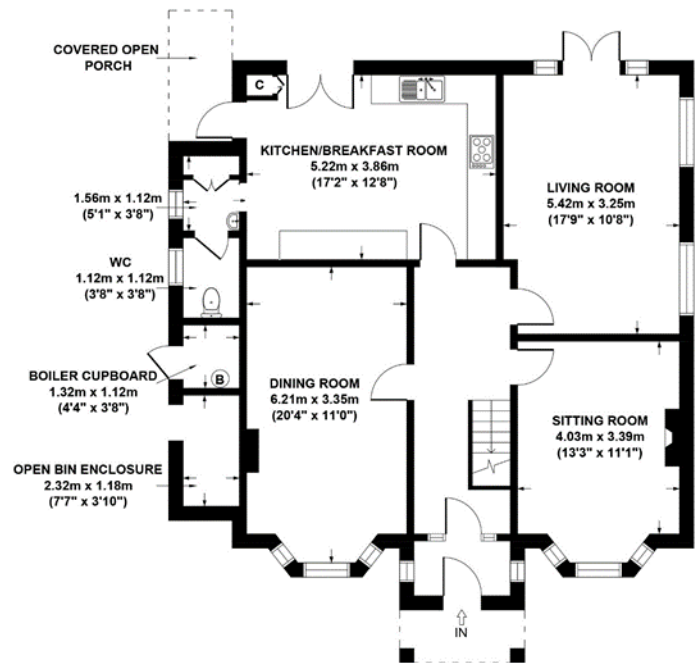 COVERED OPEN
PORCH
C
KITCHEN/BREAKFAST ROOM
5.22m x 3.86m
(17'2" x 12'8")
LIVING ROOM
5.42m x 3.25m
(17'9" x 10'8")
1.56m x 1.12m
(5'1" x 3'8")
WC
1.12m x 1.12m
(3'8" x 3'8")
BOILER CUPBOARD
1.32m x 1.12m
(4'4" x 3'8")
B
DINING ROOM
6.21m x 3.35m
(20'4" x 11'0")
SITTING ROOM
4.03m x 3.39m
(13'3" x 11'1")
OPEN BIN ENCLOSURE
2.32m x 1.18m
(7'7" x 3'10")
IN